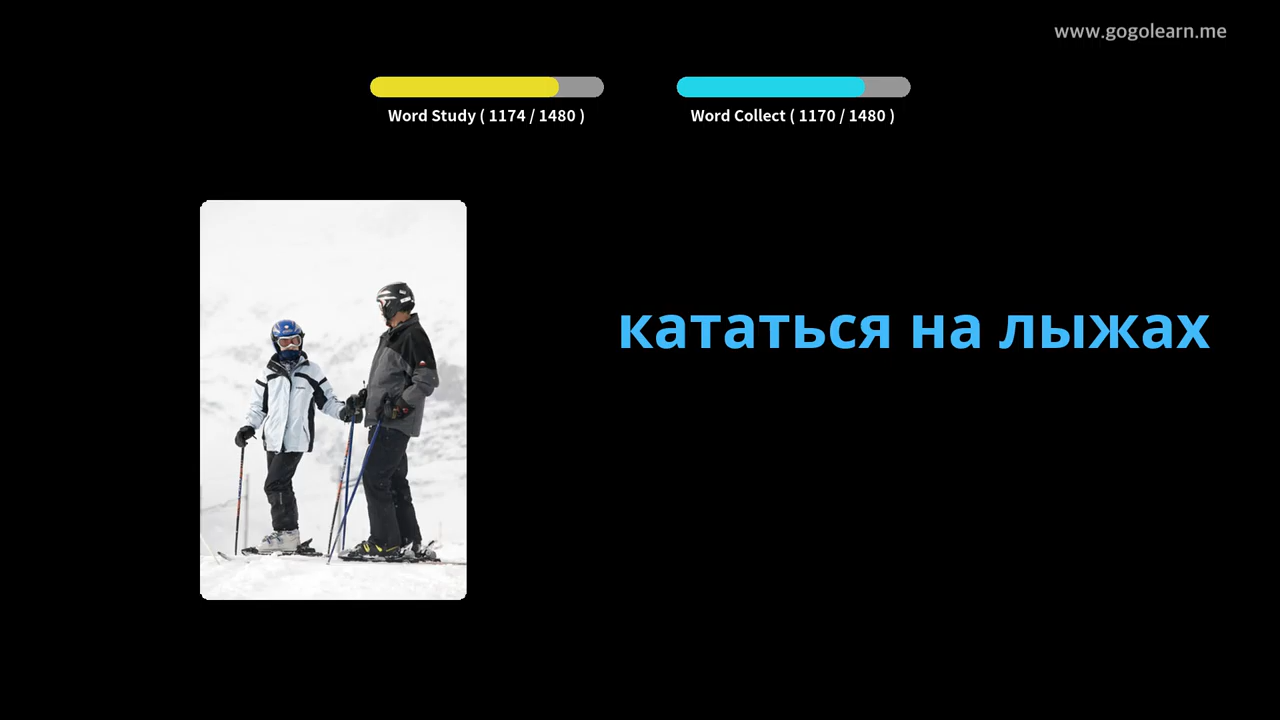 www.gogolearn.me
Word Study ( 1174 / 1480 )
Word Collect ( 1170 / 1480 )
кататься на лыжах